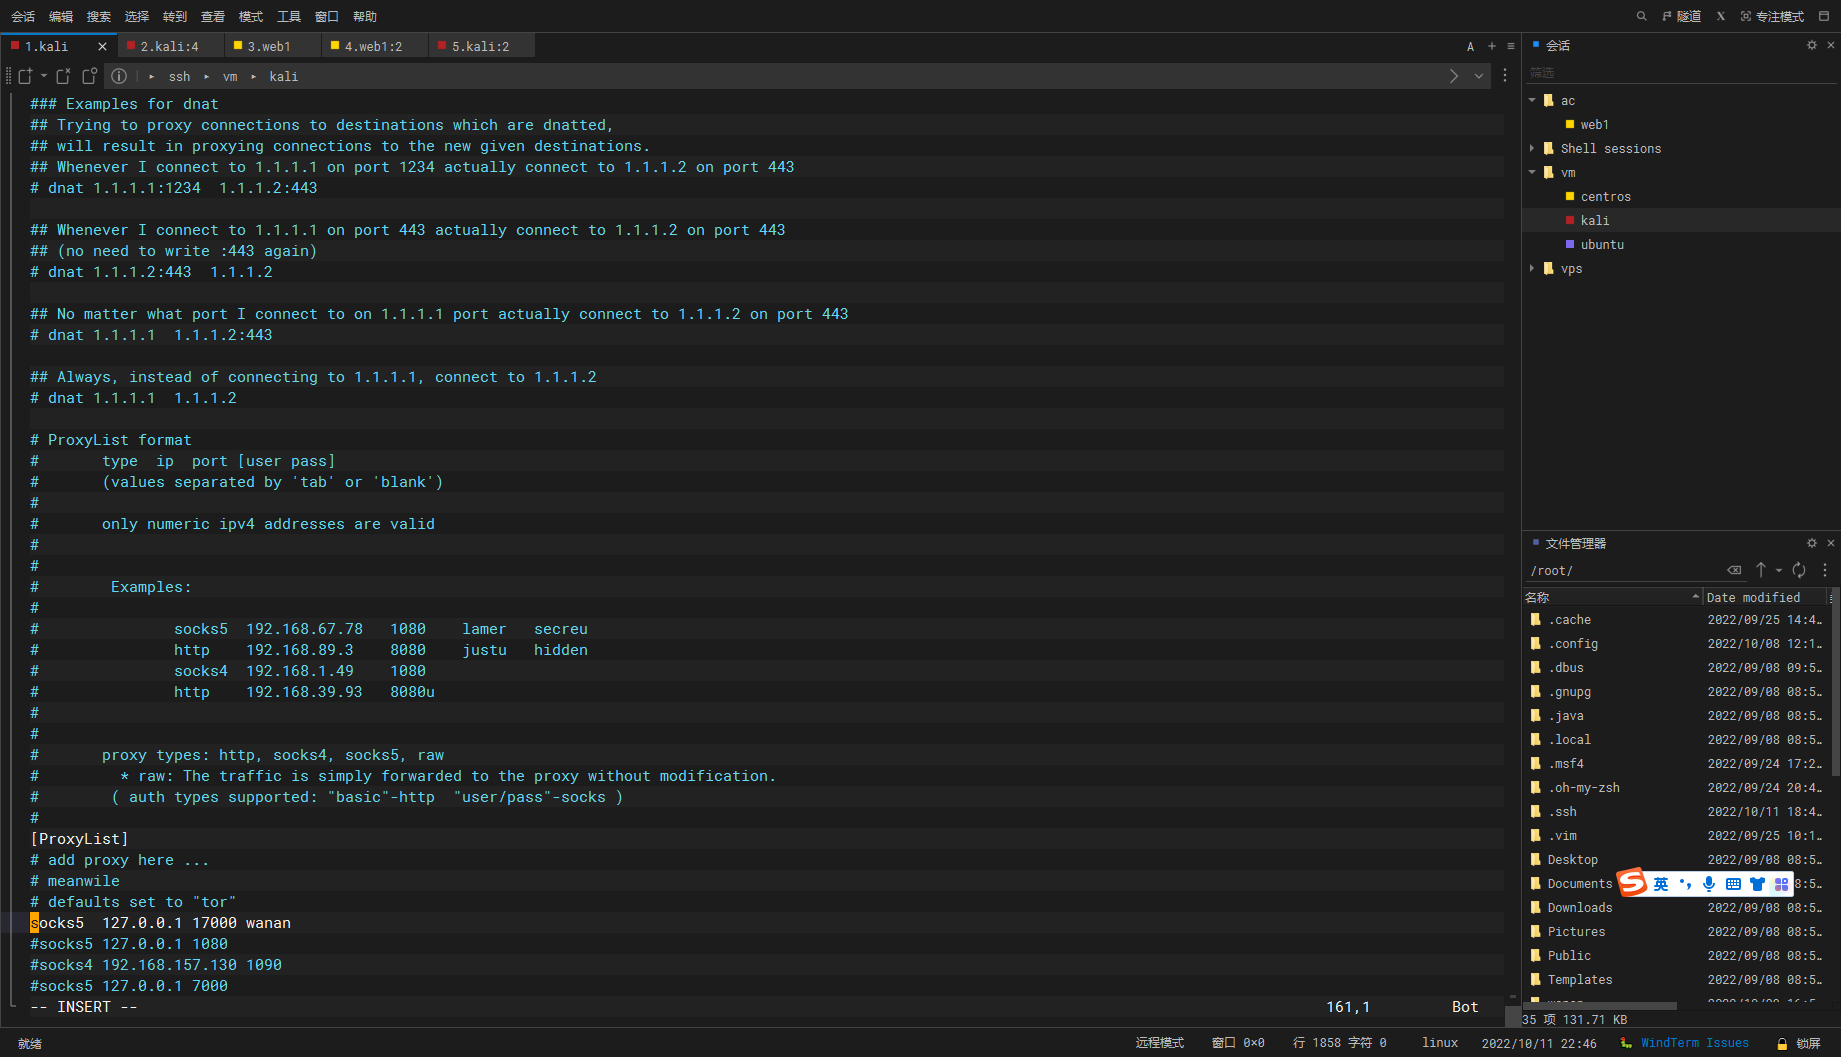 会话 编辑 搜索 选择 转到 查看 模式 工具 窗口 帮助 隧道 X 专注模式
1.kali 2.kali:4 3.web1 4.web1:2 5.kali:2 A
ssh vm kali
### Examples for dnat
## Trying to proxy connections to destinations which are dnatted,
## will result in proxying connections to the new given destinations.
## Whenever I connect to 1.1.1.1 on port 1234 actually connect to 1.1.1.2 on port 443
# dnat 1.1.1.1:1234  1.1.1.2:443
## Whenever I connect to 1.1.1.1 on port 443 actually connect to 1.1.1.2 on port 443
## (no need to write :443 again)
# dnat 1.1.1.2:443  1.1.1.2
## No matter what port I connect to on 1.1.1.1 port actually connect to 1.1.1.2 on port 443
# dnat 1.1.1.1  1.1.1.2:443
## Always, instead of connecting to 1.1.1.1, connect to 1.1.1.2
# dnat 1.1.1.1  1.1.1.2
# ProxyList format
#       type  ip  port [user pass]
#       (values separated by 'tab' or 'blank')
#
#       only numeric ipv4 addresses are valid
#
#
#        Examples:
#
#               socks5  192.168.67.78   1080    lamer   secreu
#               http    192.168.89.3    8080    justu   hidden
#               socks4  192.168.1.49    1080
#               http    192.168.39.93   8080u
#
#
#       proxy types: http, socks4, socks5, raw
#         * raw: The traffic is simply forwarded to the proxy without modification.
#        ( auth types supported: "basic"-http  "user/pass"-socks )
#
[ProxyList]
# add proxy here ...
# meanwile
# defaults set to "tor"
socks5  127.0.0.1 17000 wanan
#socks5 127.0.0.1 1080
#socks4 192.168.157.130 1090
#socks5 127.0.0.1 7000
-- INSERT -- 161,1 Bot
会话
筛选
ac
web1
Shell sessions
vm
centros
kali
ubuntu
vps
文件管理器
/root/
名称 Date modified
.cache 2022/09/25 14:4…
.config 2022/10/08 12:1…
.dbus 2022/09/08 09:5…
.gnupg 2022/09/08 08:5…
.java 2022/09/08 08:5…
.local 2022/09/08 08:5…
.msf4 2022/09/24 17:2…
.oh-my-zsh 2022/09/24 20:4…
.ssh 2022/10/11 18:4…
.vim 2022/09/25 10:1…
Desktop 2022/09/08 08:5…
Documents 英 8:5…
Downloads 2022/09/08 08:5…
Pictures 2022/09/08 08:5…
Public 2022/09/08 08:5…
Templates 2022/09/08 08:5…
35 项 131.71 KB
就绪 远程模式 窗口 0×0 行 1858 字符 0 linux 2022/10/11 22:46 WindTerm Issues 锁屏